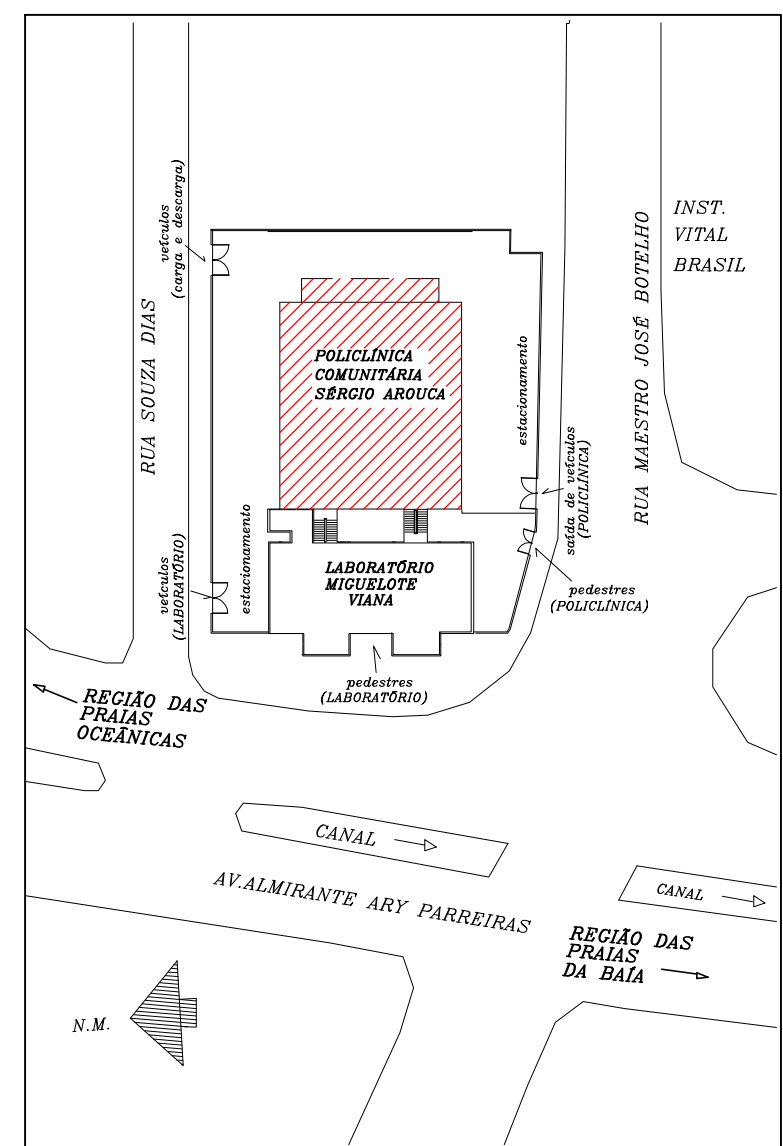 veículos
(carga e descarga)
RUA SOUZA DIAS
INST.
VITAL
BRASIL
RUA MAESTRO JOSÉ BOTELHO
POLICLÍNICA
COMUNITÁRIA
SÉRGIO AROUCA
estacionamento
saída de veículos
(POLICLÍNICA)
estacionamento
veículos
(LABORATÓRIO)
LABORATÓRIO
MIGUELOTE
VIANA
pedestres
(POLICLÍNICA)
pedestres
(LABORATÓRIO)
REGIÃO DAS
PRAIAS
OCEÂNICAS
CANAL
CANAL
AV.ALMIRANTE ARY PARREIRAS
REGIÃO DAS
PRAIAS
DA BAÍA
N.M.